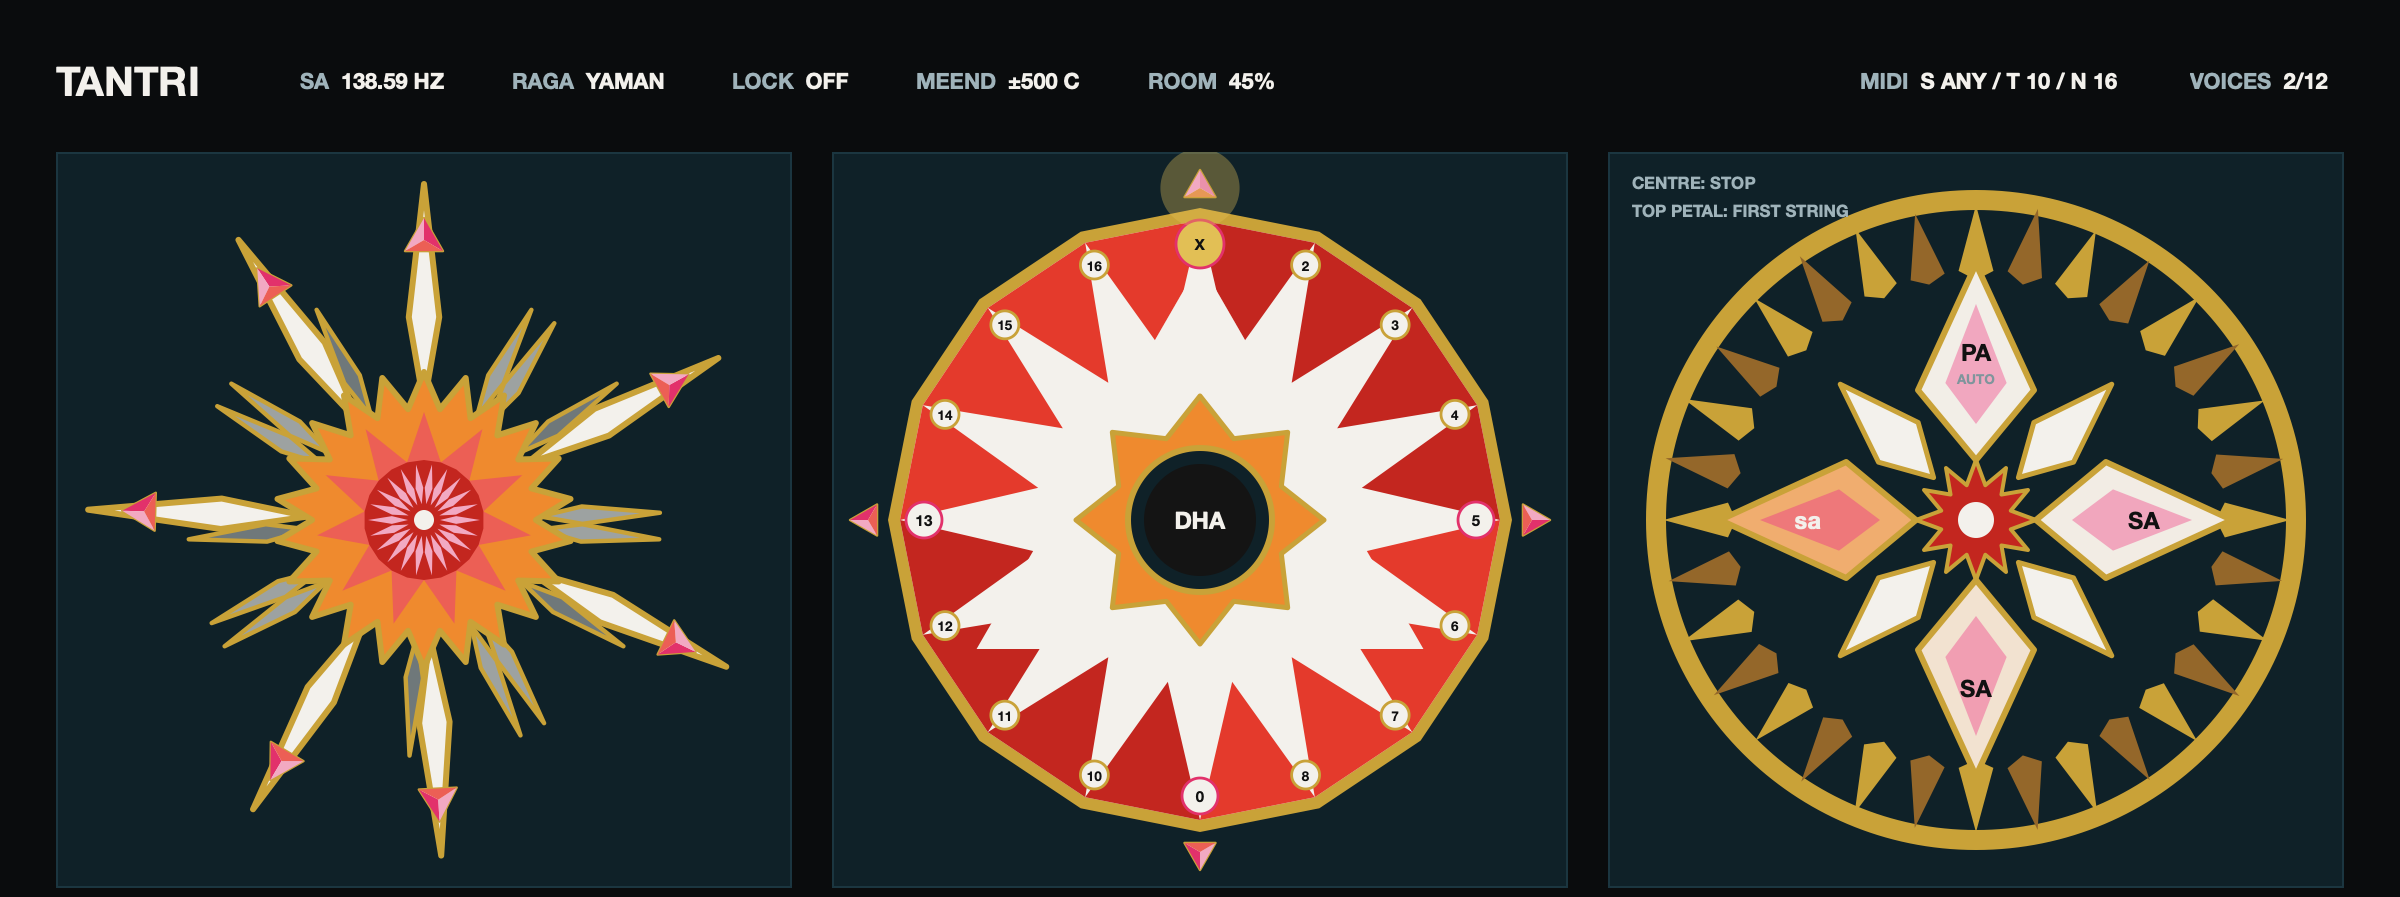 TANTRI
SA 138.59 HZ
RAGA YAMAN
LOCK OFF
MEEND ±500 C
ROOM 45%
MIDI S ANY / T 10 / N 16
VOICES 2/12
X
2
3
4
5
6
7
8
0
10
11
12
13
14
15
16
DHA
CENTRE: STOP
TOP PETAL: FIRST STRING
PA
AUTO
sa
SA
SA